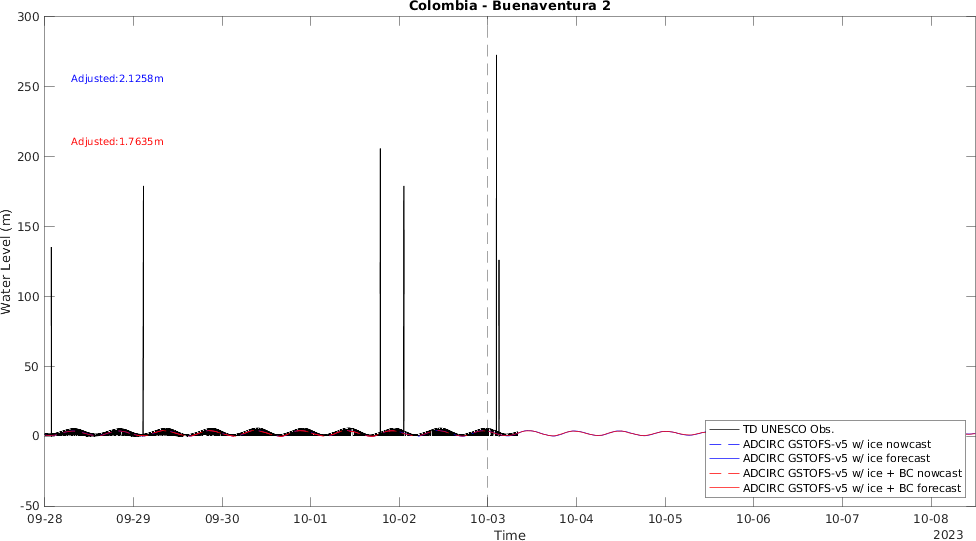 Colombia - Buenaventura 2
300
250
200
150
100
50
0
-50
Water Level (m)
Adjusted:2.1258m
Adjusted:1.7635m
TD UNESCO Obs.
ADCIRC GSTOFS-v5 w/ ice nowcast
ADCIRC GSTOFS-v5 w/ ice forecast
ADCIRC GSTOFS-v5 w/ ice + BC nowcast
ADCIRC GSTOFS-v5 w/ ice + BC forecast
09-28 09-29 09-30 10-01 10-02 10-03 10-04 10-05 10-06 10-07 10-08
Time
2023